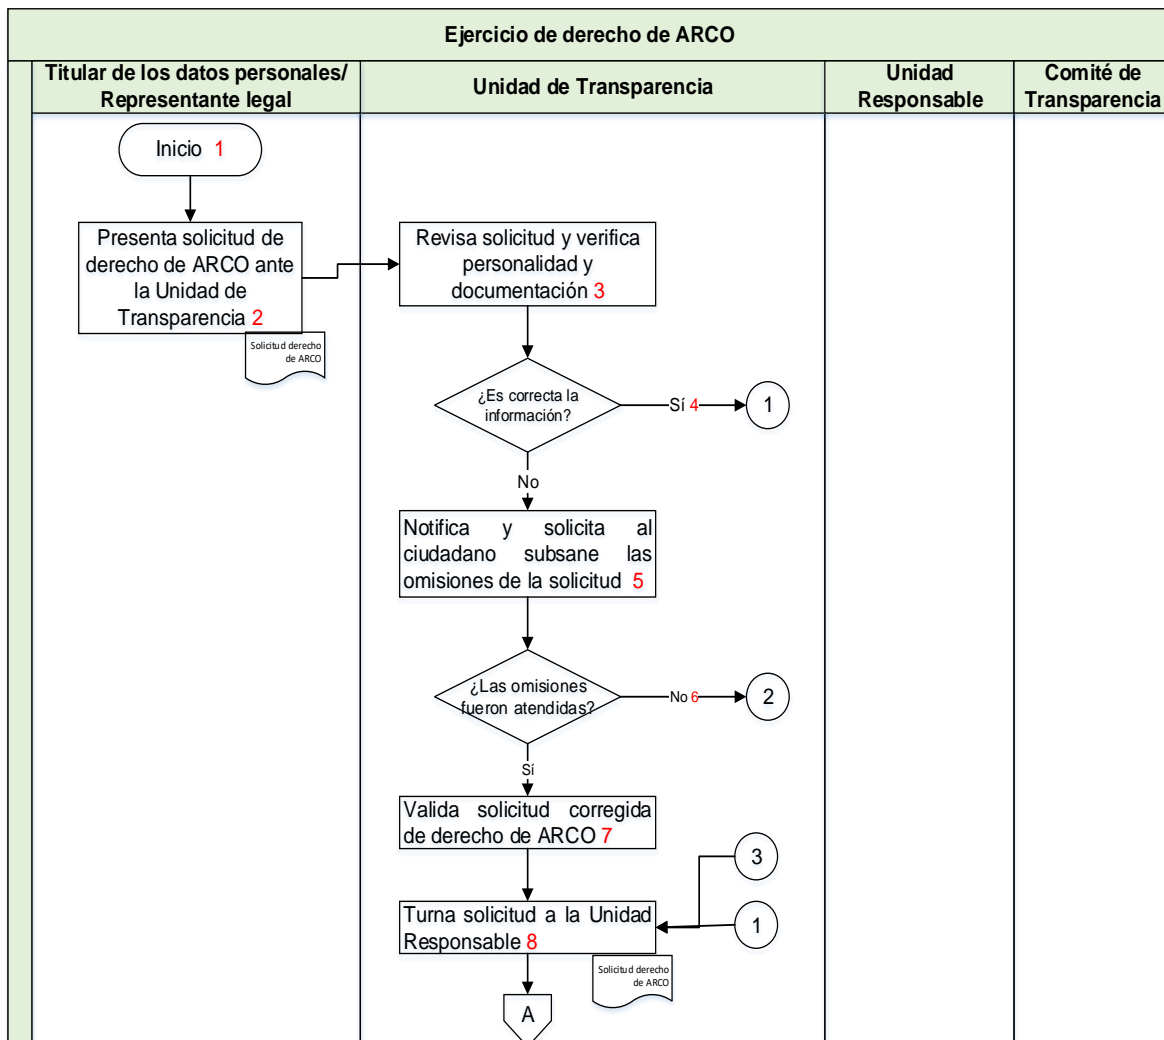 Ejercicio de derecho de ARCO
Titular de los datos personales/
Representante legal
Unidad de Transparencia
Unidad
Responsable
Comité de
Transparencia
Inicio 1
Presenta solicitud de
derecho de ARCO ante
la Unidad de
Transparencia 2
Solicitud derecho
de ARCO
Revisa solicitud y verifica
personalidad y
documentación 3
¿Es correcta la
información?
Sí 4
1
No
Notifica y solicita al
ciudadano subsane las
omisiones de la solicitud 5
¿Las omisiones
fueron atendidas?
No 6
2
Sí
Valida solicitud corregida
de derecho de ARCO 7
3
Turna solicitud a la Unidad
Responsable 8
1
Solicitud derecho
de ARCO
A